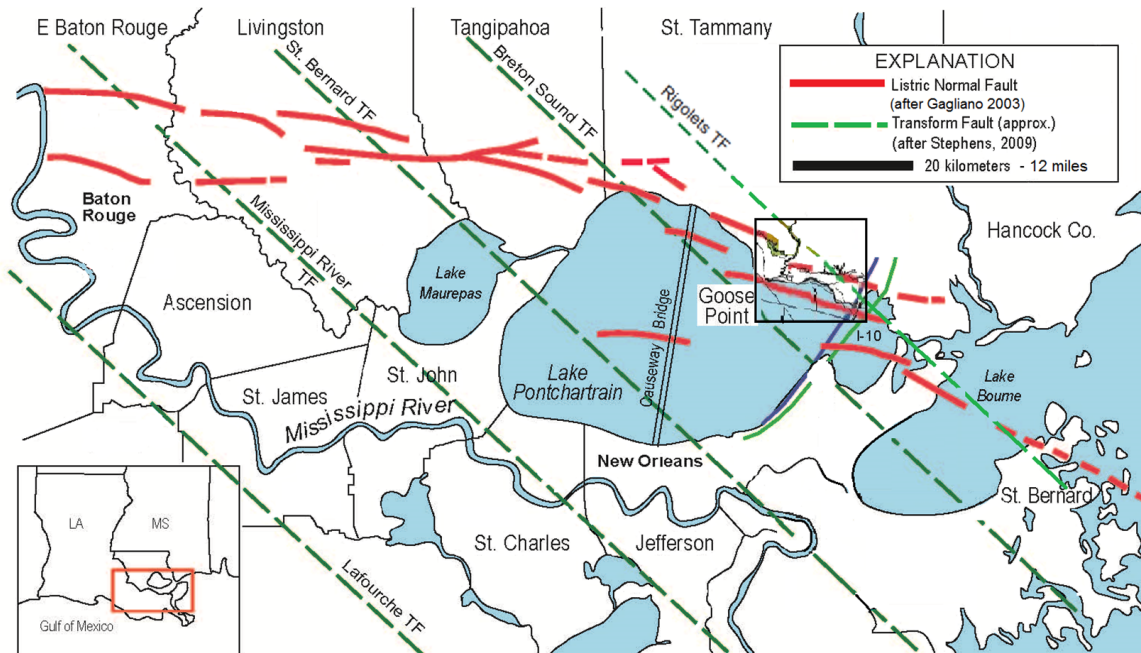 E Baton Rouge
Livingston
Tangipahoa
St. Tammany
St. Bernard TF
Breton Sound TF
Rigolets TF
EXPLANATION
Listric Normal Fault
(after Gagliano 2003)
Transform Fault (approx.)
(after Stephens, 2009)
20 kilometers - 12 miles
Baton
Rouge
Mississippi River
TF
Hancock Co.
Lake
Maurepas
Ascension
Goose
Point
Causeway Bridge
I-10
Lake
Pontchartrain
Lake
Bourne
St. James
St. John
Mississippi River
New Orleans
St. Bernard
St. Charles
Jefferson
Lafourche TF
LA
MS
Gulf of Mexico